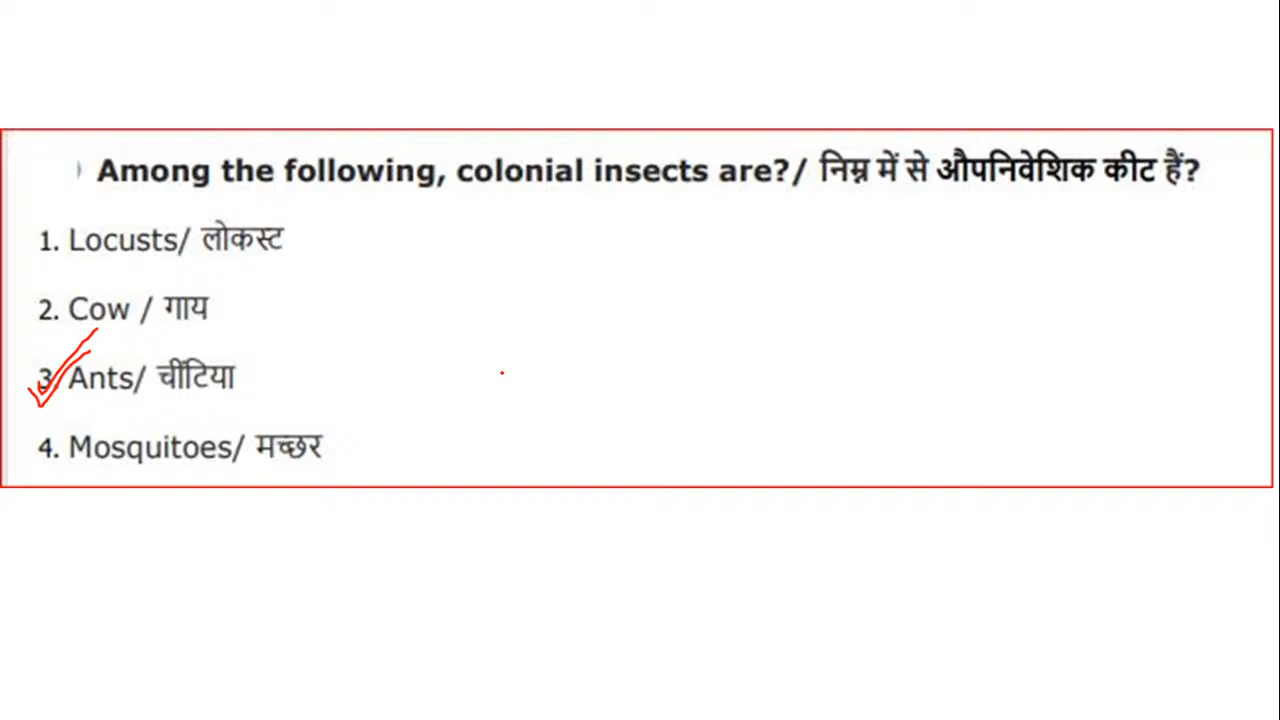 Among the following, colonial insects are?/ निम्न में से औपनिवेशिक कीट हैं?
1. Locusts/ लोकस्ट
2. Cow / गाय
3. Ants/ चींटिया
4. Mosquitoes/ मच्छर